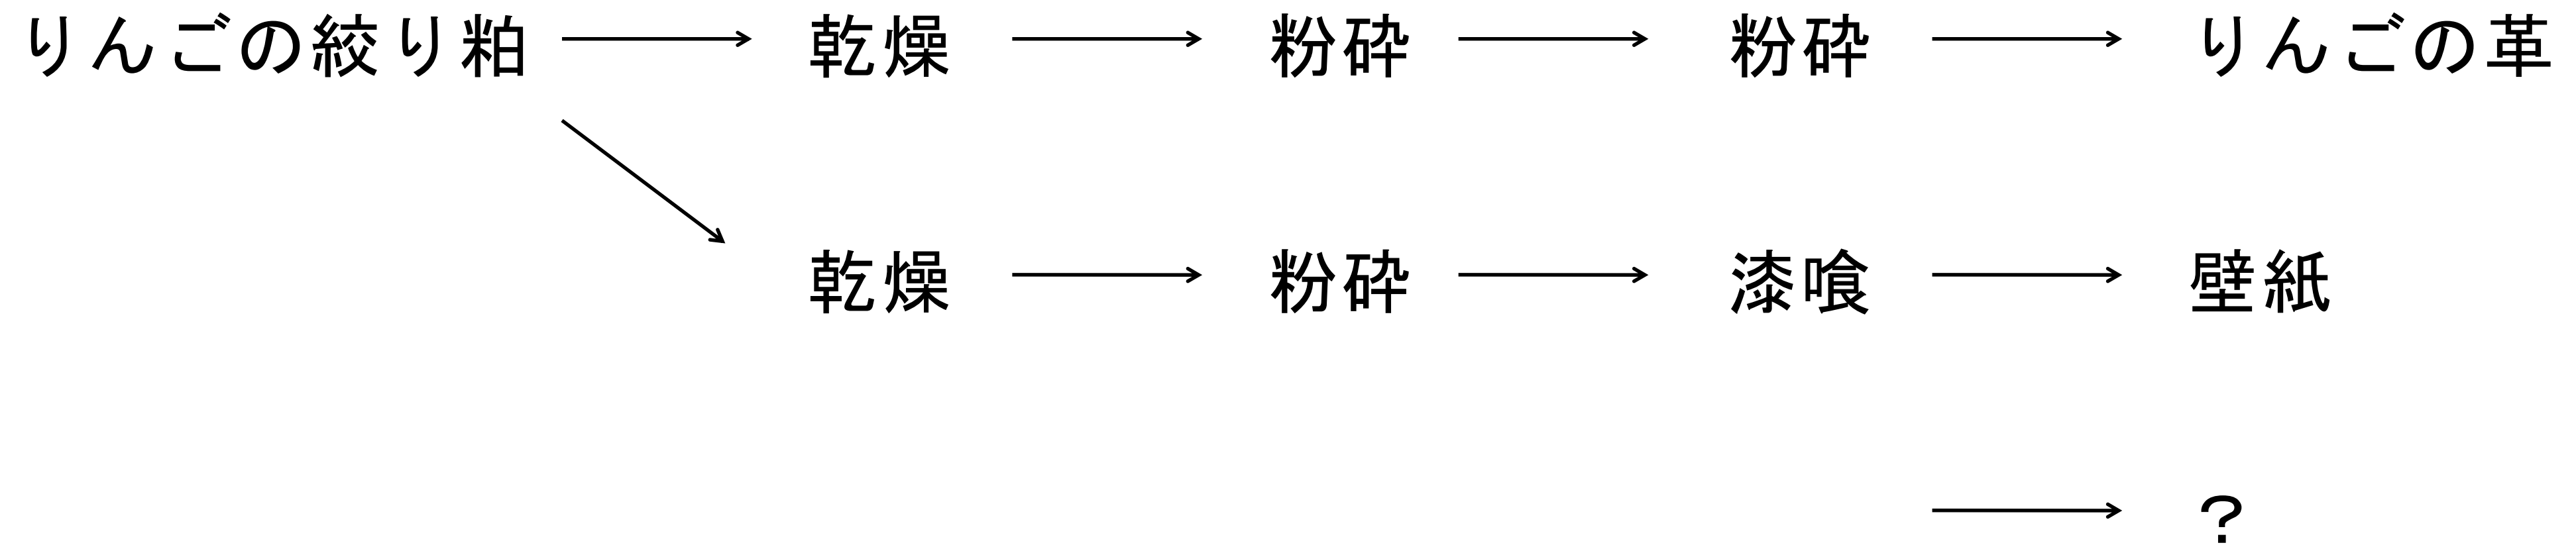 りんごの絞り粕 → 乾燥 → 粉砕 → 粉砕 → りんごの革
乾燥 → 粉砕 → 漆喰 → 壁紙
→ ？